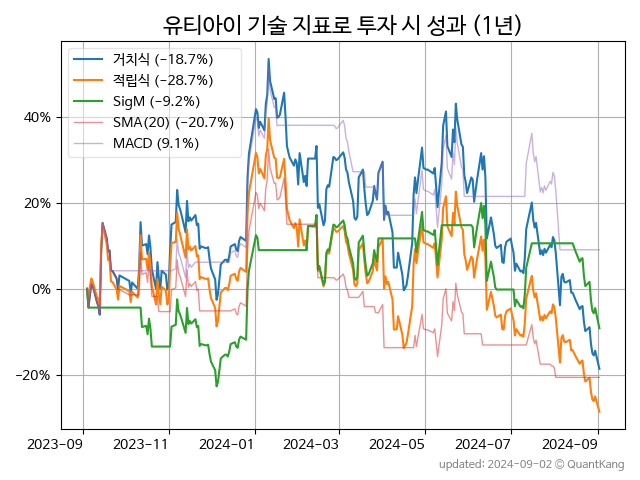 유티아이 기술 지표로 투자 시 성과 (1년)
거치식 (-18.7%)
적립식 (-28.7%)
SigM (-9.2%)
SMA(20) (-20.7%)
MACD (9.1%)
40%
20%
0%
-20%
2023-09 2023-11 2024-01 2024-03 2024-05 2024-07 2024-09
updated: 2024-09-02 © QuantKang